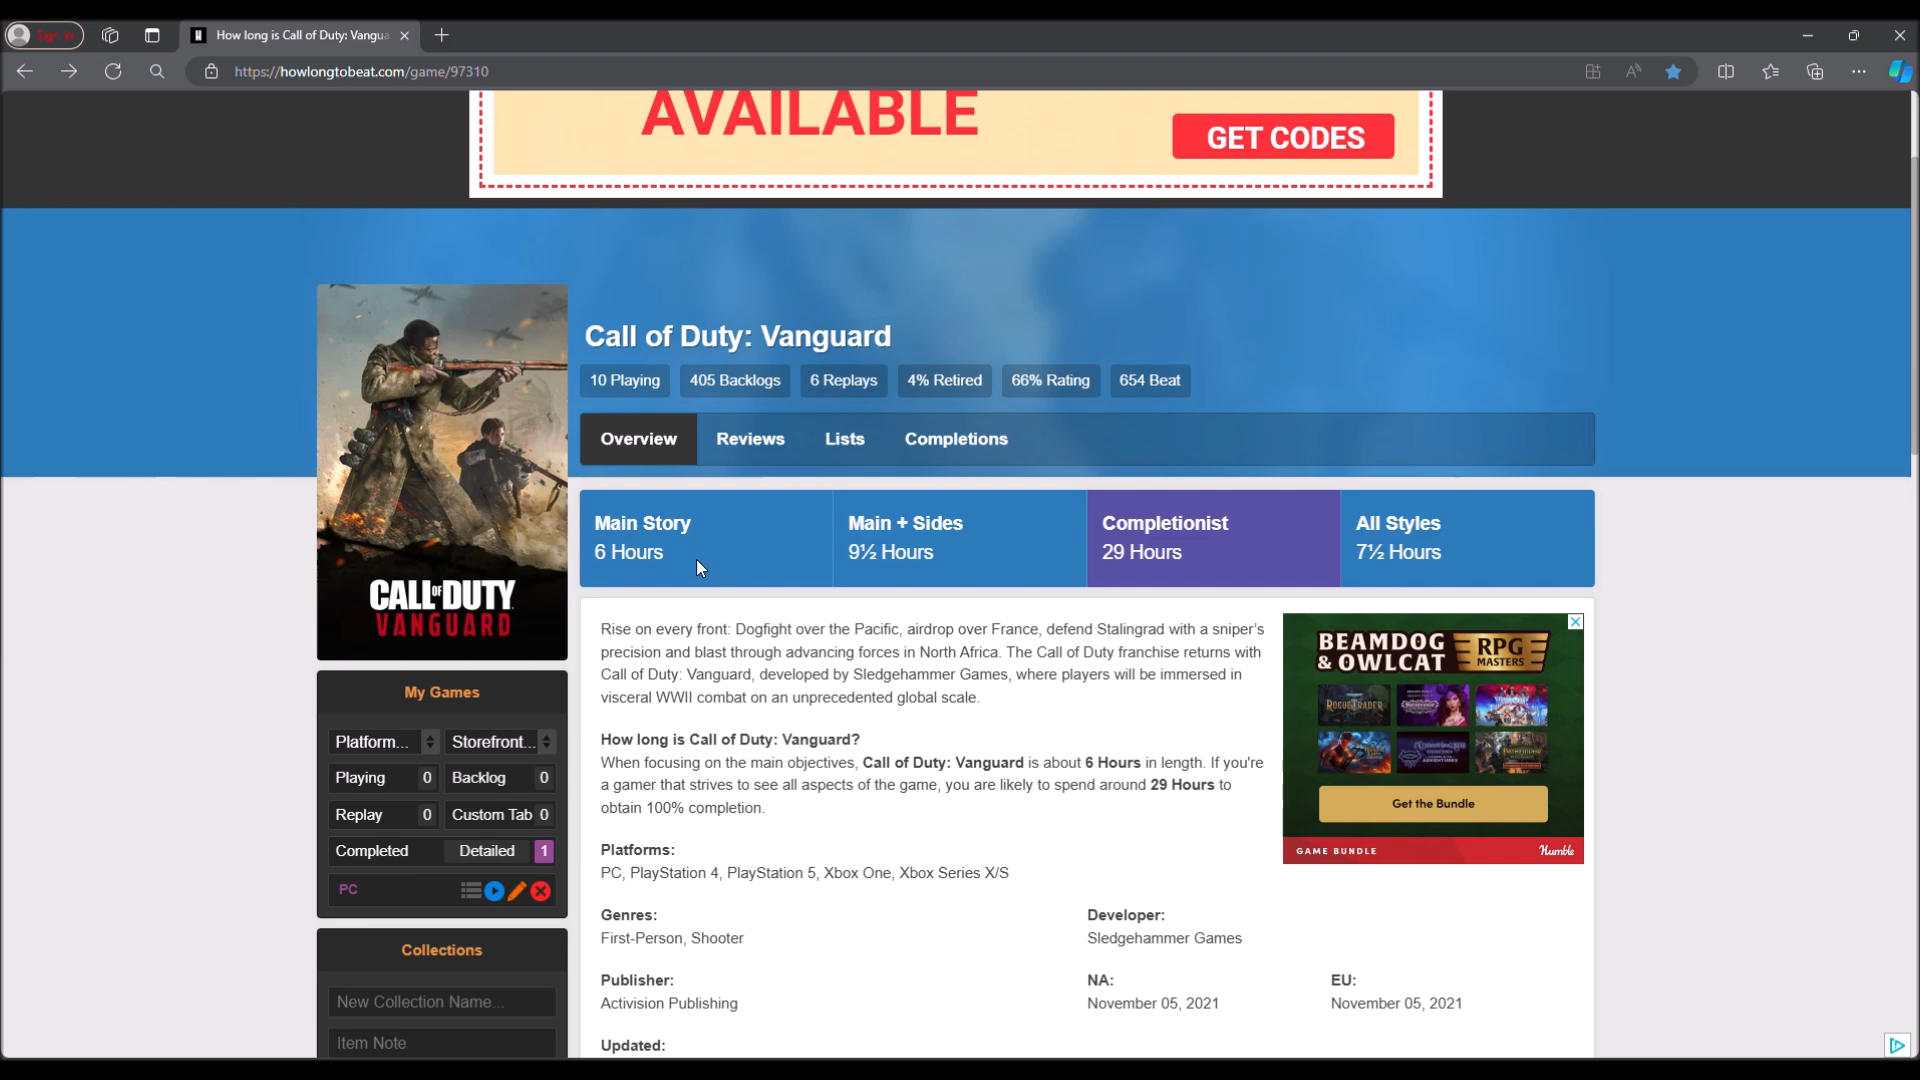 Sign in
How long is Call of Duty: Vangua
https://howlongtobeat.com/game/97310
AVAILABLE
GET CODES
Call of Duty: Vanguard
10 Playing 405 Backlogs 6 Replays 4% Retired 66% Rating 654 Beat
Overview Reviews Lists Completions
Main Story Main + Sides Completionist All Styles
6 Hours 9½ Hours 29 Hours 7½ Hours
CALL OF DUTY
VANGUARD
Rise on every front: Dogfight over the Pacific, airdrop over France, defend Stalingrad with a sniper's
precision and blast through advancing forces in North Africa. The Call of Duty franchise returns with
Call of Duty: Vanguard, developed by Sledgehammer Games, where players will be immersed in
visceral WWII combat on an unprecedented global scale.
How long is Call of Duty: Vanguard?
When focusing on the main objectives, Call of Duty: Vanguard is about 6 Hours in length. If you're
a gamer that strives to see all aspects of the game, you are likely to spend around 29 Hours to
obtain 100% completion.
Platforms:
PC, PlayStation 4, PlayStation 5, Xbox One, Xbox Series X/S
Genres:
First-Person, Shooter
Developer:
Sledgehammer Games
Publisher:
Activision Publishing
NA:
November 05, 2021
EU:
November 05, 2021
Updated:
BEAMDOG
& OWLCAT
RPG
MASTERS
ROGUE TRADER
Get the Bundle
GAME BUNDLE Humble
My Games
Platform... Storefront...
Playing 0 Backlog 0
Replay 0 Custom Tab 0
Completed Detailed 1
PC
Collections
New Collection Name...
Item Note